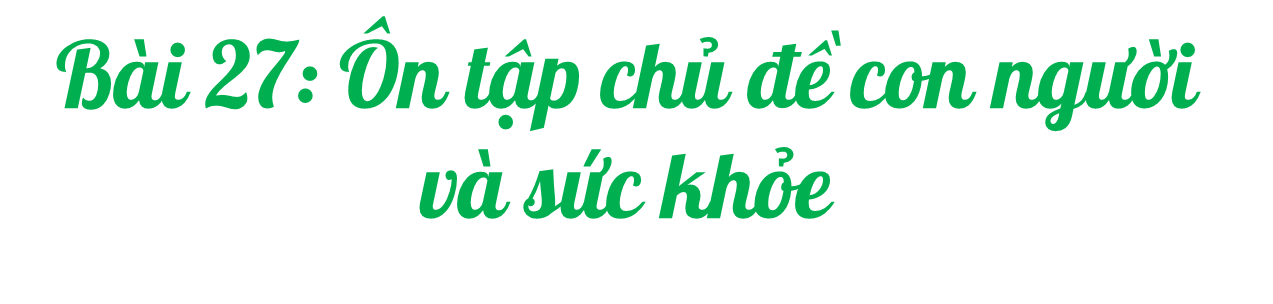 Bài 27: Ôn tập chủ đề con người
và sức khỏe